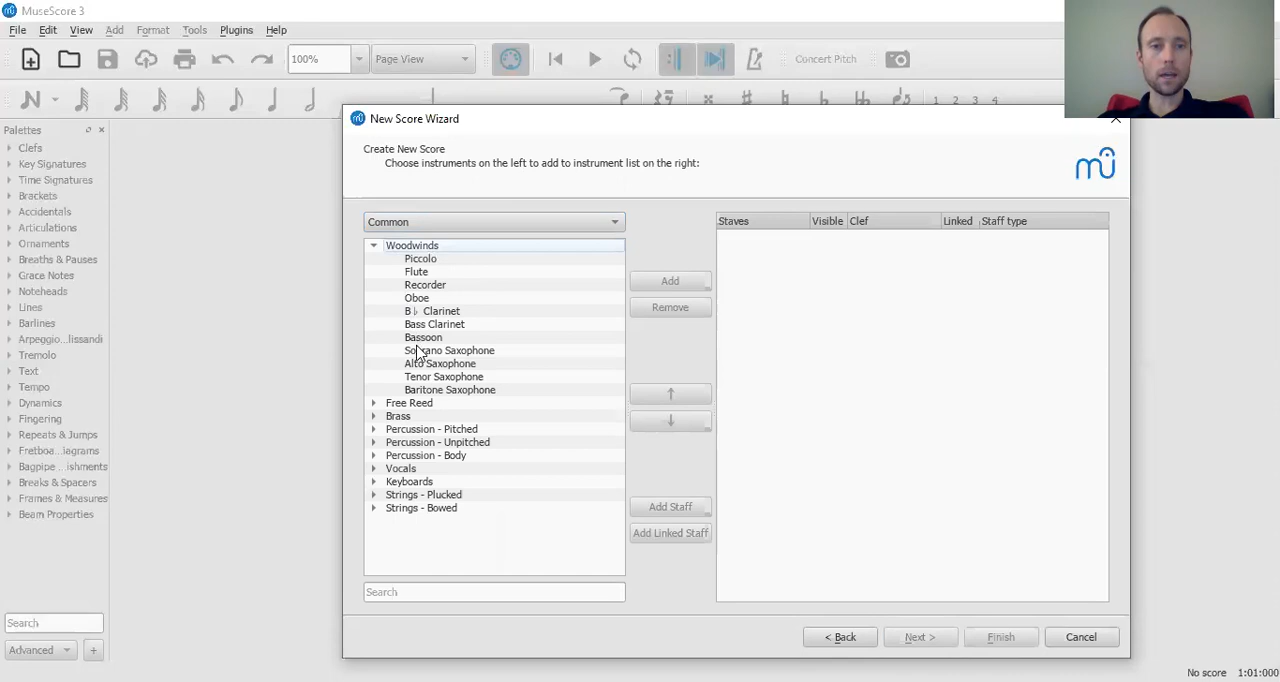 MuseScore 3
File Edit View Add Format Tools Plugins Help
100% Page View Concert Pitch
1 2 3 4
Palettes
Clefs
Key Signatures
Time Signatures
Brackets
Accidentals
Articulations
Ornaments
Breaths & Pauses
Grace Notes
Noteheads
Lines
Barlines
Arpeggio...lissandi
Tremolo
Text
Tempo
Dynamics
Fingering
Repeats & Jumps
Fretboa...iagrams
Bagpipe ...ishments
Breaks & Spacers
Frames & Measures
Beam Properties
Search
Advanced +
New Score Wizard
Create New Score
Choose instruments on the left to add to instrument list on the right:
mu
Common
Woodwinds
Piccolo
Flute
Recorder
Oboe
B♭ Clarinet
Bass Clarinet
Bassoon
Soprano Saxophone
Alto Saxophone
Tenor Saxophone
Baritone Saxophone
Free Reed
Brass
Percussion - Pitched
Percussion - Unpitched
Percussion - Body
Vocals
Keyboards
Strings - Plucked
Strings - Bowed
Search
Add
Remove
Add Staff
Add Linked Staff
Staves Visible Clef Linked Staff type
< Back Next > Finish Cancel
No score 1:01:000